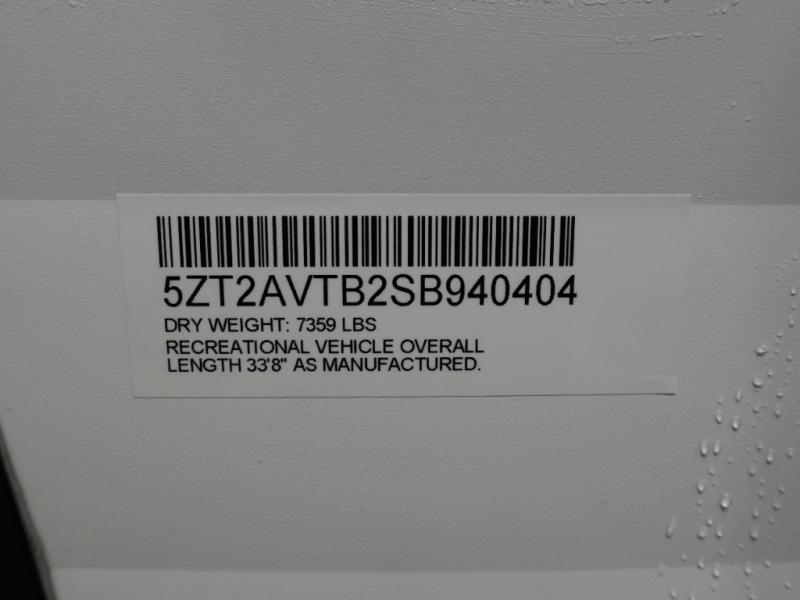 5ZT2AVTB2SB940404
DRY WEIGHT: 7359 LBS
RECREATIONAL VEHICLE OVERALL
LENGTH 33'8" AS MANUFACTURED.